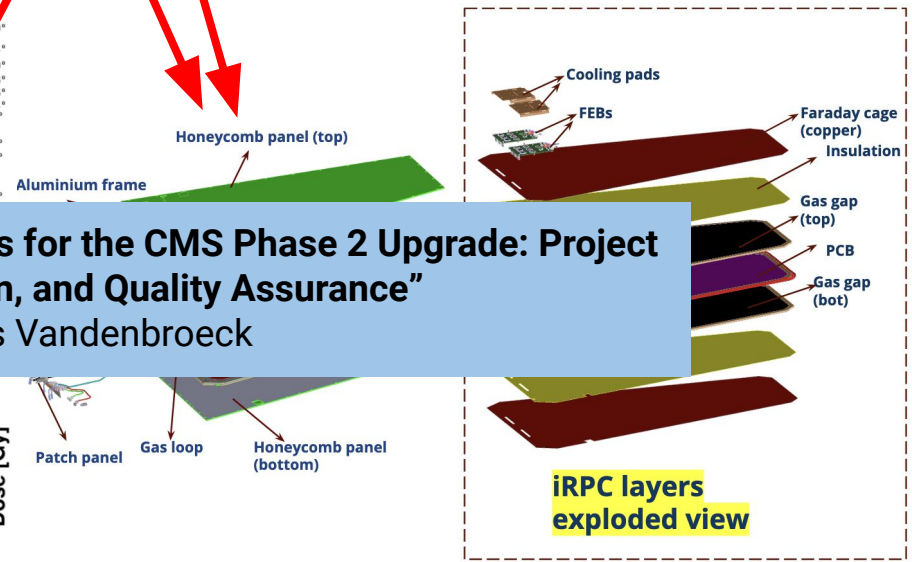 Cooling pads
FEBs
Faraday cage
(copper)
Insulation
Honeycomb panel (top)
Aluminium frame
Gas gap
(top)
PCB
Gas gap
(bot)
s for the CMS Phase 2 Upgrade: Project
n, and Quality Assurance”
s Vandenbroeck
Patch panel
Gas loop
Honeycomb panel
(bottom)
Dose [Gy]
iRPC layers
exploded view